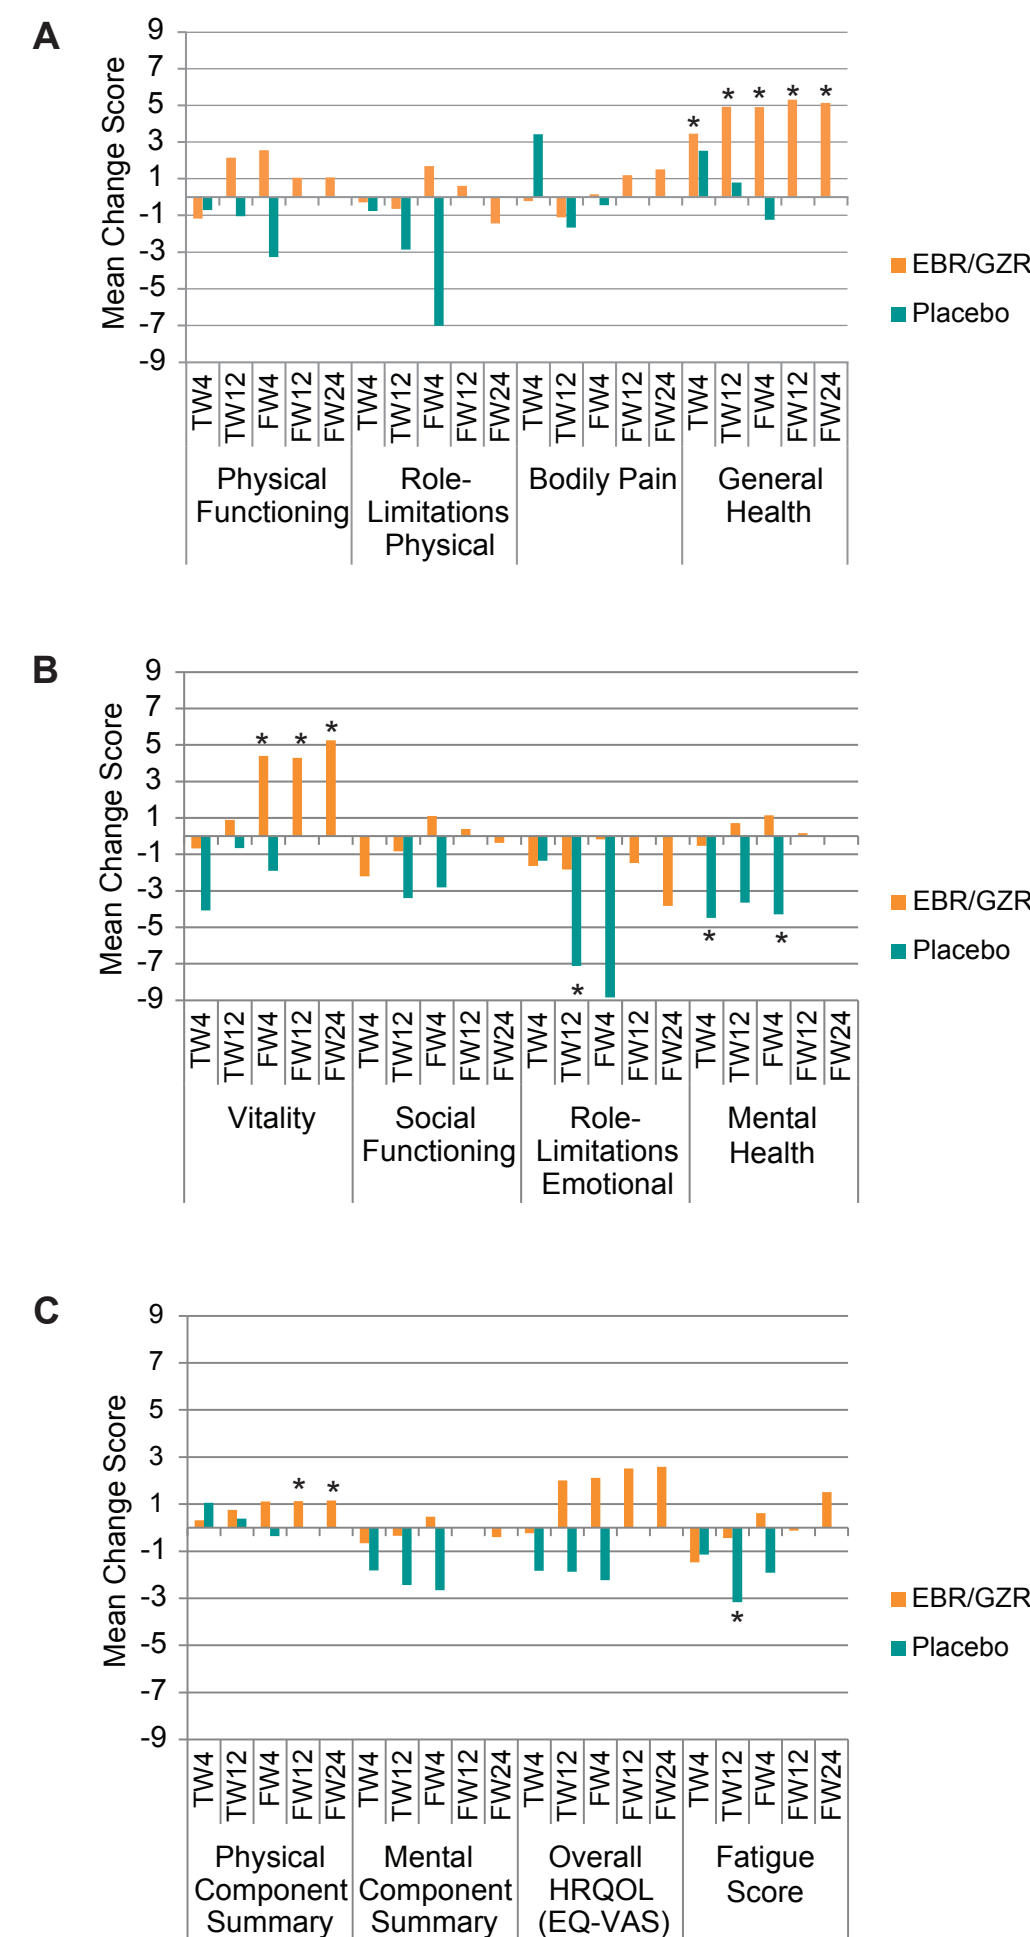 A
9
7
5
3
1
-1
-3
-5
-7
-9
Mean Change Score
* * * * *
EBR/GZR
Placebo
TW4 TW12 FW4 FW12 FW24 TW4 TW12 FW4 FW12 FW24 TW4 TW12 FW4 FW12 FW24 TW4 TW12 FW4 FW12 FW24
Physical Functioning
Role-Limitations Physical
Bodily Pain
General Health
B
9
7
5
3
1
-1
-3
-5
-7
-9
Mean Change Score
* * * * * *
EBR/GZR
Placebo
TW4 TW12 FW4 FW12 FW24 TW4 TW12 FW4 FW12 FW24 TW4 TW12 FW4 FW12 FW24 TW4 TW12 FW4 FW12 FW24
Vitality
Social Functioning
Role-Limitations Emotional
Mental Health
C
9
7
5
3
1
-1
-3
-5
-7
-9
Mean Change Score
* * *
EBR/GZR
Placebo
TW4 TW12 FW4 FW12 FW24 TW4 TW12 FW4 FW12 FW24 TW4 TW12 FW4 FW12 FW24 TW4 TW12 FW4 FW12 FW24
Physical Component Summary
Mental Component Summary
Overall HRQOL (EQ-VAS)
Fatigue Score